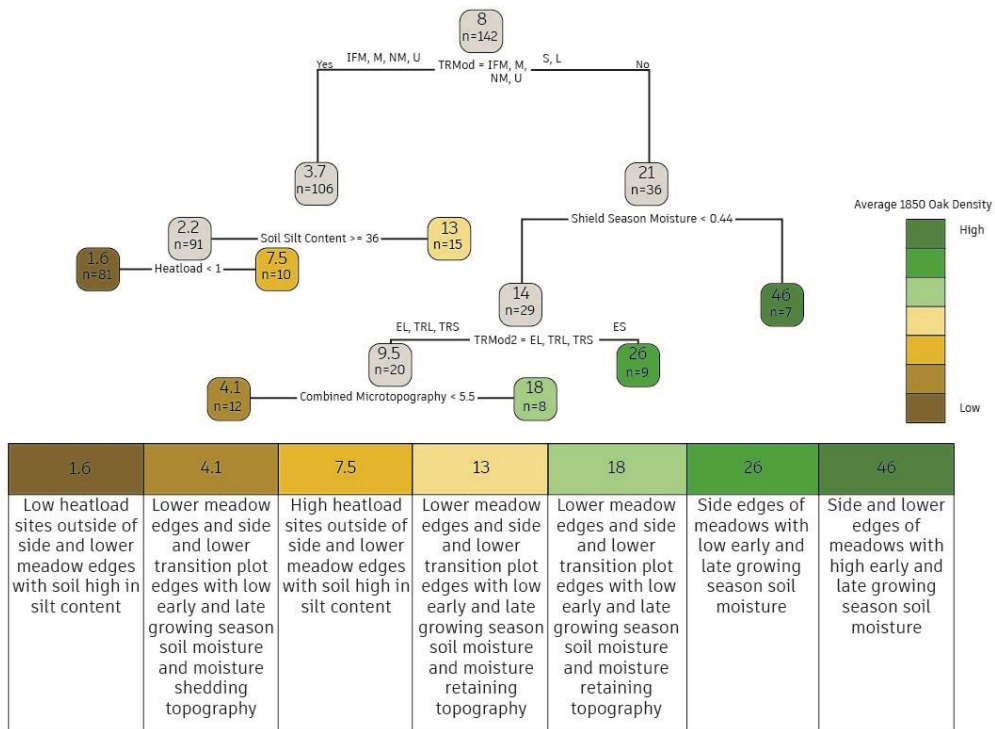 8
n=142
IFM, M, NM, U
S, L
Yes
TRMod = IFM, M,
NM, U
No
3.7
n=106
21
n=36
Shield Season Moisture < 0.44
2.2
n=91
Soil Silt Content >= 36
13
n=15
1.6
n=81
Heatload < 1
7.5
n=10
14
n=29
46
n=7
EL, TRL, TRS
TRMod2 = EL, TRL, TRS
ES
9.5
n=20
26
n=9
4.1
n=12
Combined Microtopography < 5.5
18
n=8
Average 1850 Oak Density
High
Low
1.6
Low heatload
sites outside of
side and lower
meadow edges
with soil high in
silt content
4.1
Lower meadow
edges and side
and lower
transition plot
edges with low
early and late
growing season
soil moisture
and moisture
shedding
topography
7.5
High heatload
sites outside of
side and lower
meadow edges
with soil high in
silt content
13
Lower meadow
edges and side
and lower
transition plot
edges with low
early and late
growing season
soil moisture
and moisture
retaining
topography
18
Lower meadow
edges and side
and lower
transition plot
edges with low
early and late
growing season
soil moisture
and moisture
retaining
topography
26
Side edges of
meadows with
low early and
late growing
season soil
moisture
46
Side and lower
edges of
meadows with
high early and
late growing
season soil
moisture